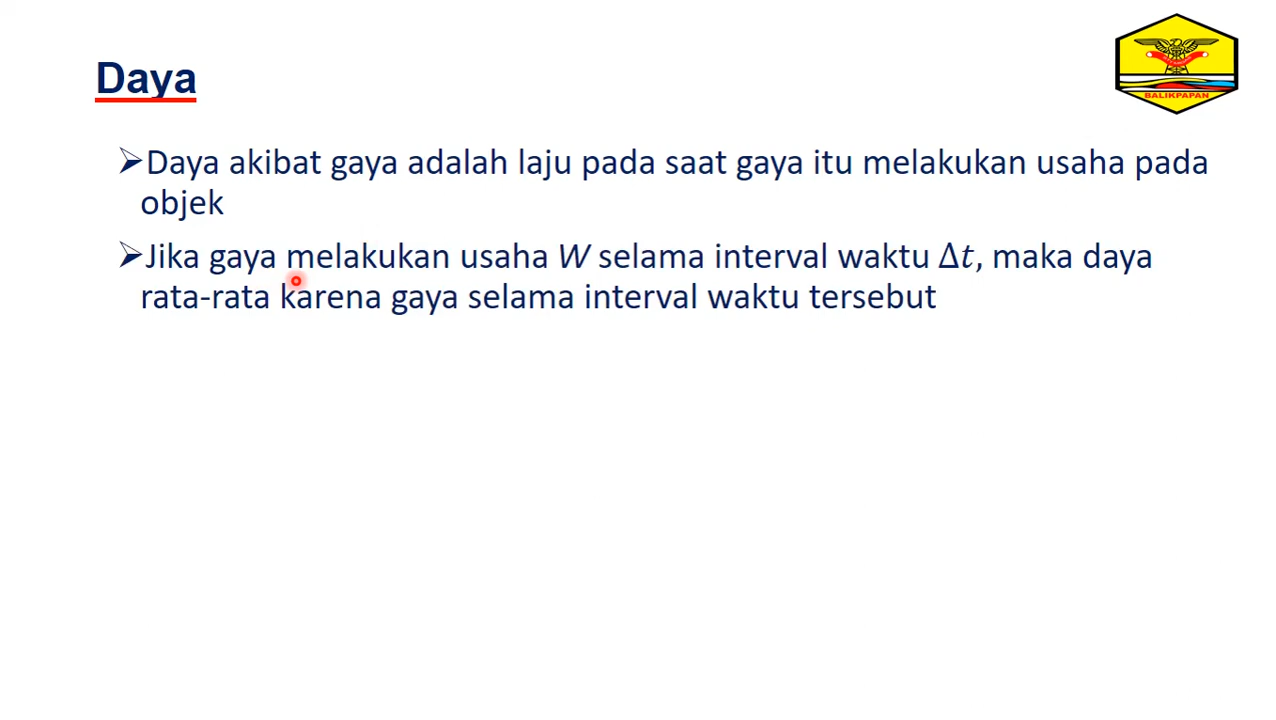 Daya
BALIKPAPAN
➢Daya akibat gaya adalah laju pada saat gaya itu melakukan usaha pada
objek
➢Jika gaya melakukan usaha W selama interval waktu Δt, maka daya
rata-rata karena gaya selama interval waktu tersebut